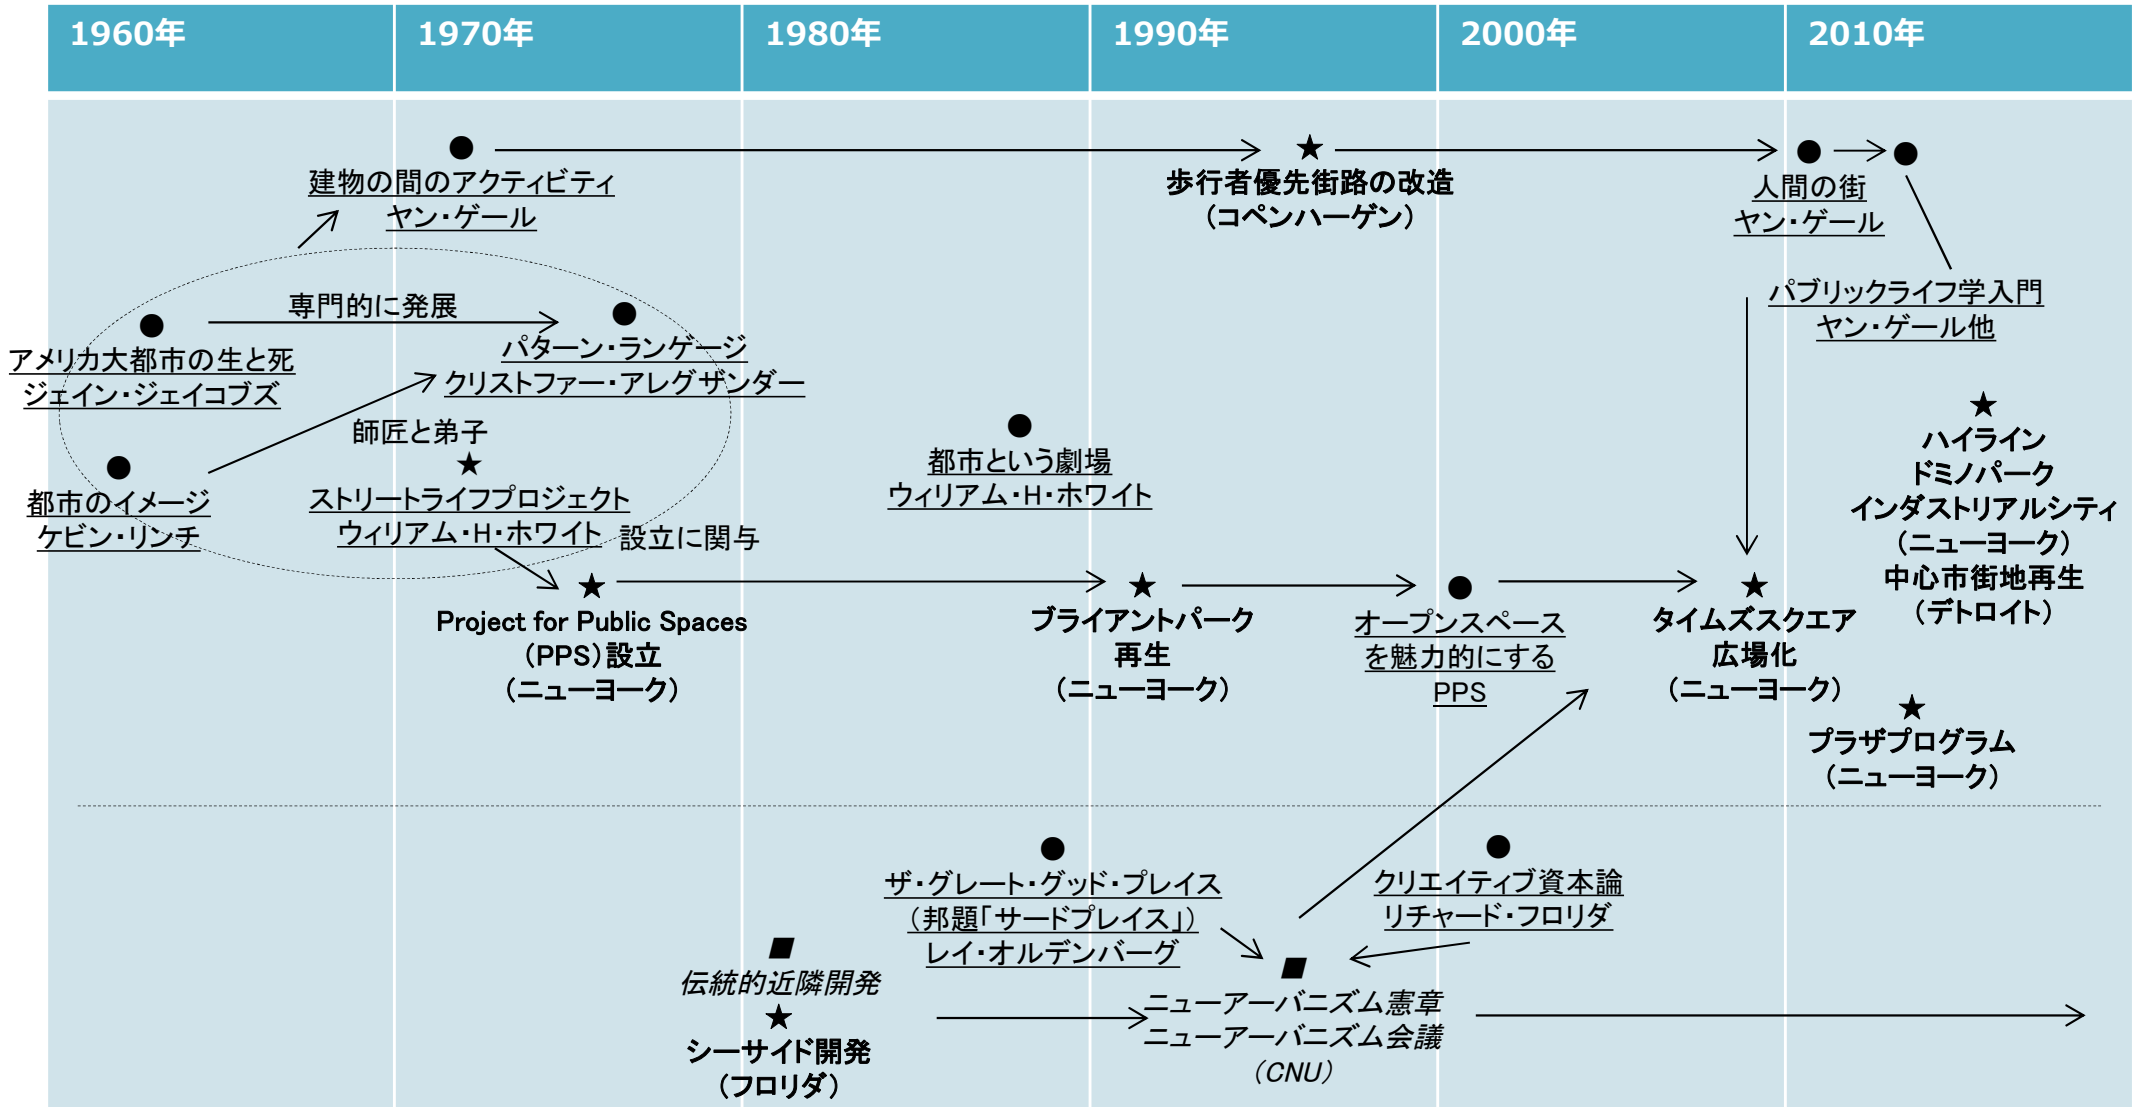 1960年
1970年
1980年
1990年
2000年
2010年
建物の間のアクティビティ
ヤン・ゲール
歩行者優先街路の改造
（コペンハーゲン）
人間の街
ヤン・ゲール
パブリックライフ学入門
ヤン・ゲール他
専門的に発展
アメリカ大都市の生と死
ジェイン・ジェイコブズ
パターン・ランゲージ
クリストファー・アレグザンダー
師匠と弟子
都市のイメージ
ケビン・リンチ
ストリートライフプロジェクト
ウィリアム・H・ホワイト
設立に関与
都市という劇場
ウィリアム・H・ホワイト
ハイライン
ドミノパーク
インダストリアルシティ
（ニューヨーク）
中心市街地再生
（デトロイト）
Project for Public Spaces
（PPS）設立
（ニューヨーク）
ブライアントパーク
再生
（ニューヨーク）
オープンスペース
を魅力的にする
PPS
タイムズスクエア
広場化
（ニューヨーク）
プラザプログラム
（ニューヨーク）
ザ・グレート・グッド・プレイス
（邦題「サードプレイス」）
レイ・オルデンバーグ
クリエイティブ資本論
リチャード・フロリダ
伝統的近隣開発
シーサイド開発
（フロリダ）
ニューアーバニズム憲章
ニューアーバニズム会議
（CNU）